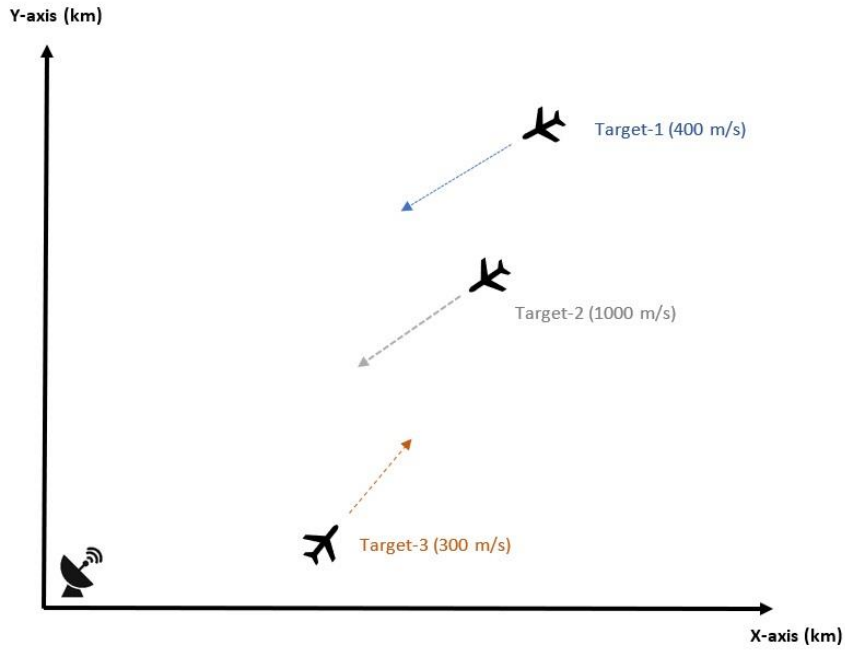 Y-axis (km)
Target-1 (400 m/s)
Target-2 (1000 m/s)
Target-3 (300 m/s)
X-axis (km)